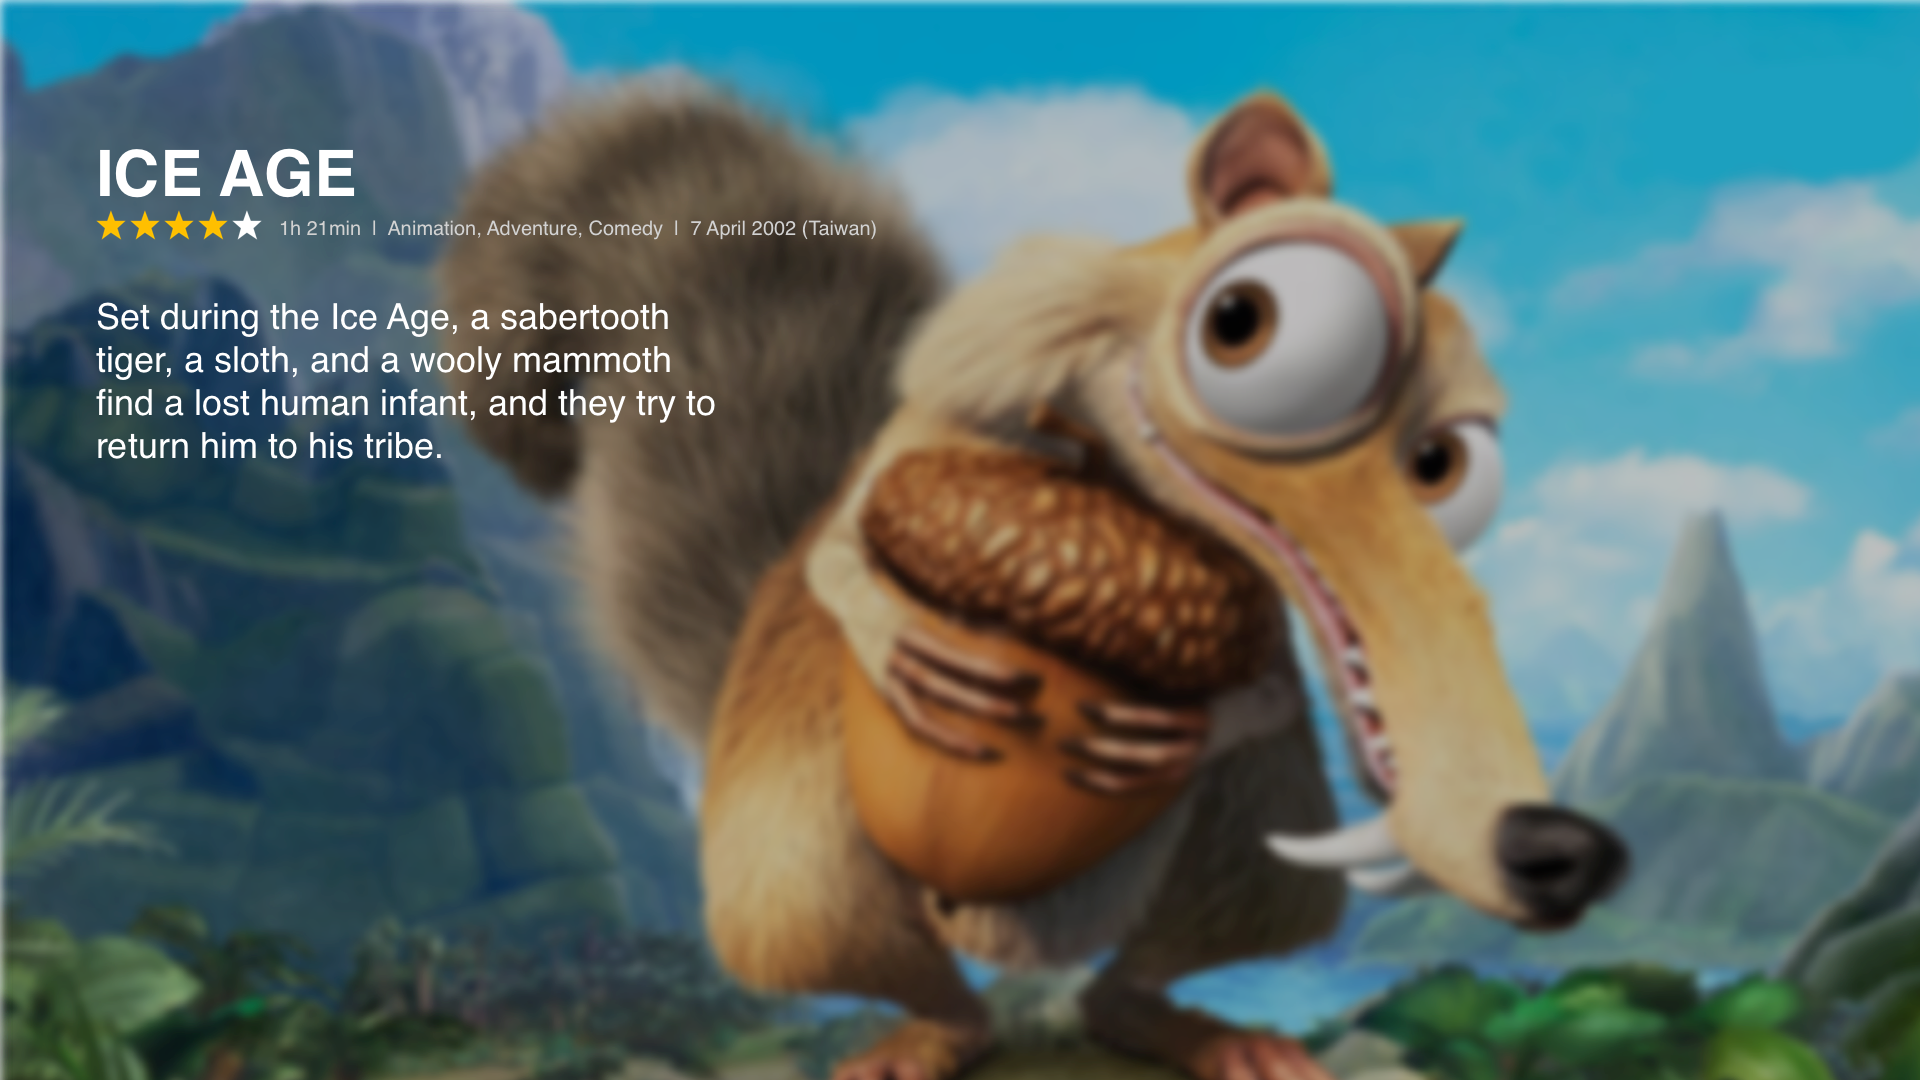 ICE AGE
1h 21min | Animation, Adventure, Comedy | 7 April 2002 (Taiwan)
Set during the Ice Age, a sabertooth
tiger, a sloth, and a wooly mammoth
find a lost human infant, and they try to
return him to his tribe.